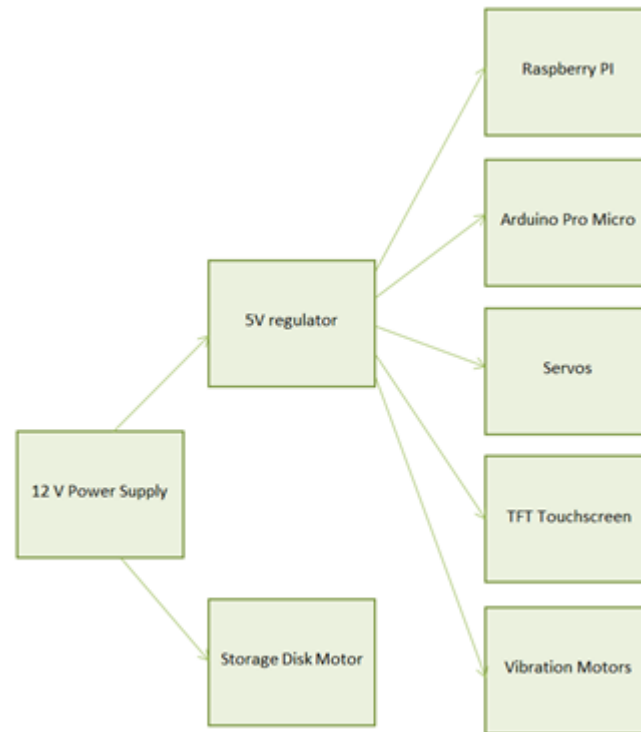 Raspberry PI
Arduino Pro Micro
5V regulator
Servos
12 V Power Supply
TFT Touchscreen
Storage Disk Motor
Vibration Motors